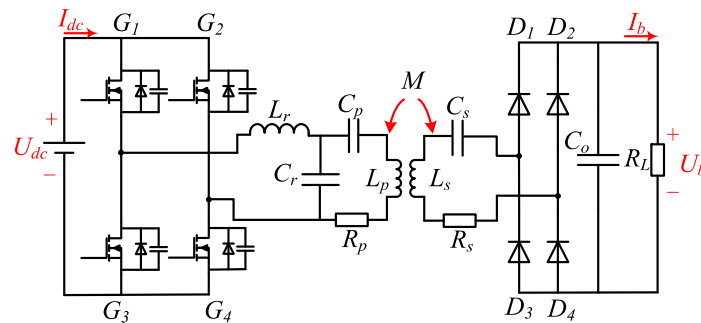 I_dc G_1 G_2 D_1 D_2 I_b
M
L_r C_p C_s
+ U_dc −
C_r L_p L_s C_o R_L + U_b −
R_p R_s
G_3 G_4 D_3 D_4